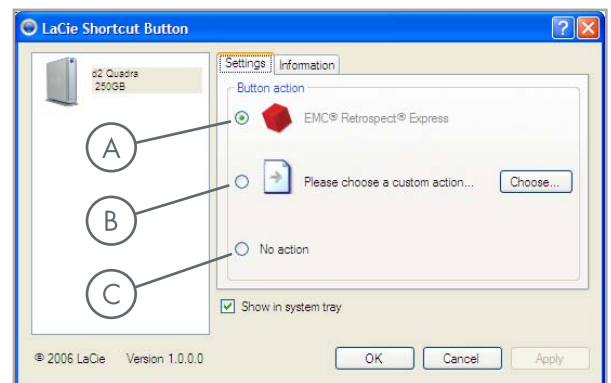 LaCie Shortcut Button
d2 Quadra
250GB
Settings
Information
Button action
EMC® Retrospect® Express
Please choose a custom action...
Choose...
No action
A
B
C
Show in system tray
® 2006 LaCie Version 1.0.0.0
OK
Cancel
Apply